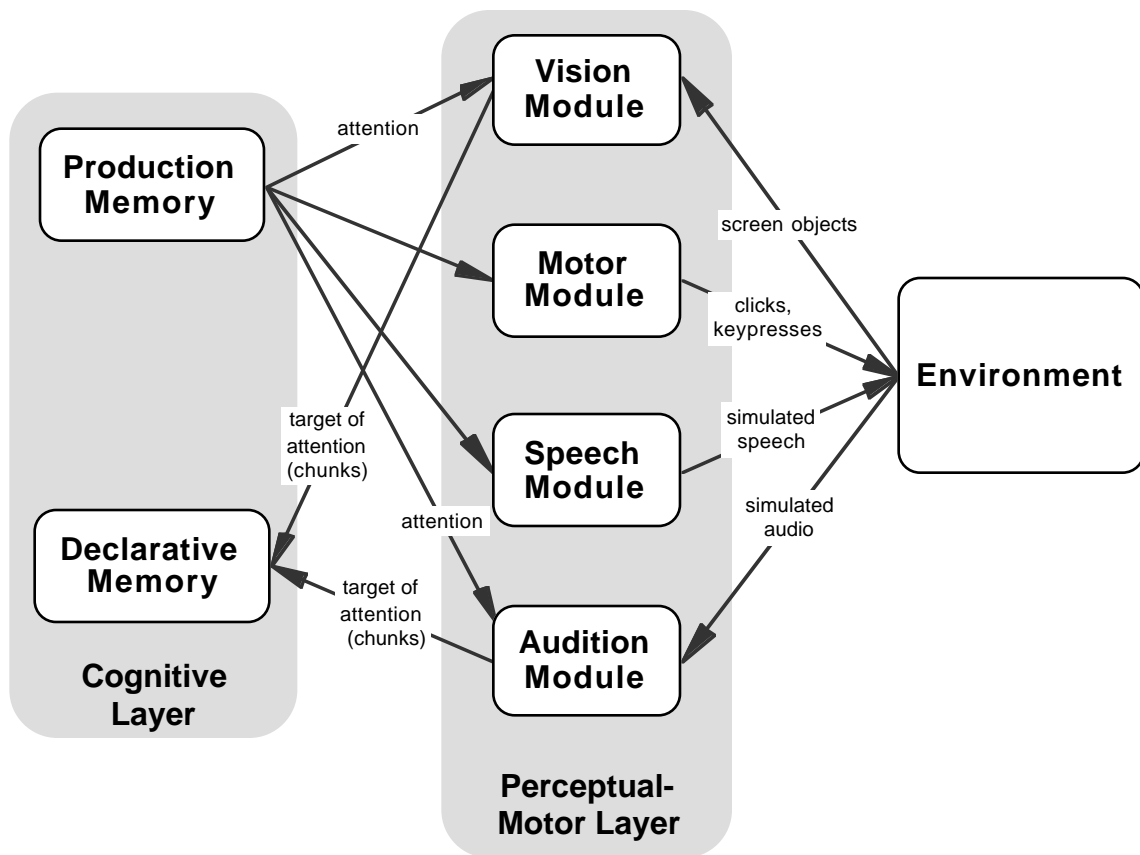 Vision
Module
attention
Production
Memory
screen objects
Motor
Module
clicks,
keypresses
Environment
target of
attention
(chunks)
simulated
speech
Speech
Module
attention
simulated
audio
Declarative
Memory
target of
attention
(chunks)
Audition
Module
Cognitive
Layer
Perceptual-
Motor Layer